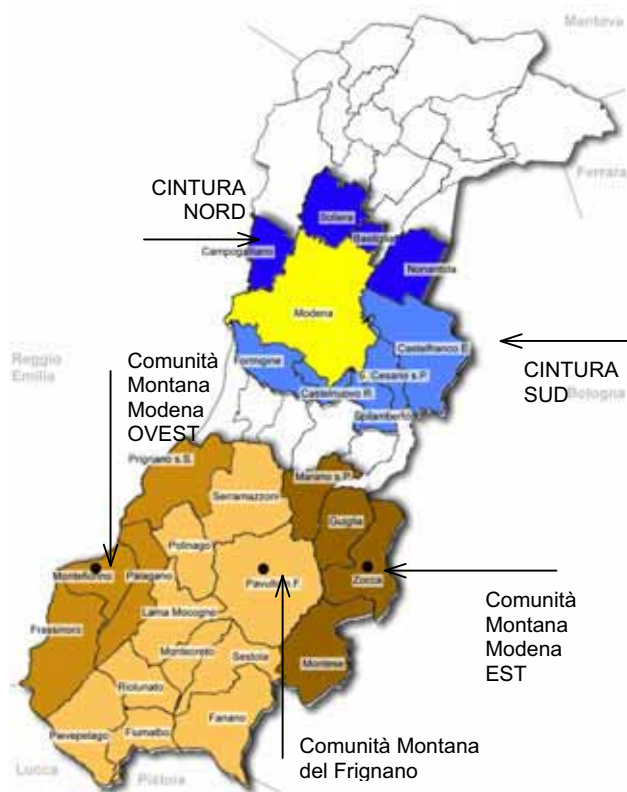 Mantova
Ferrara
CINTURA
NORD
Soliera
Bastiglia
Campogalliano
Nonantola
Modena
Reggio
Emilia
Comunità
Montana
Modena
OVEST
Formigine
Castelfranco E.
S. Cesario s.P.
Castelnuovo R.
Spilamberto
CINTURA
SUD
Bologna
Prignano s.S.
Marano s.P.
Serramazzoni
Guiglia
Polinago
Montefiorino
Palagano
Pavullo n F.
Zocca
Lama Mocogno
Frassinoro
Montecreto
Sestola
Montese
Comunità
Montana
Modena
EST
Riolunato
Fanano
Pievepelago
Fiumalbo
Comunità Montana
del Frignano
Lucca
Pistoia